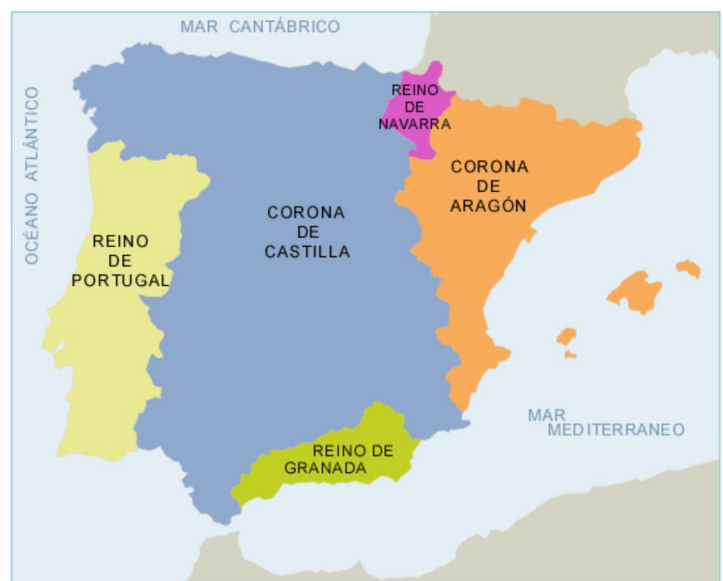 MAR CANTÁBRICO
OCÉANO ATLÁNTICO
REINO
DE
NAVARRA
CORONA
DE
ARAGÓN
CORONA
DE
CASTILLA
REINO
DE
PORTUGAL
MAR
MEDITERRANEO
REINO DE
GRANADA